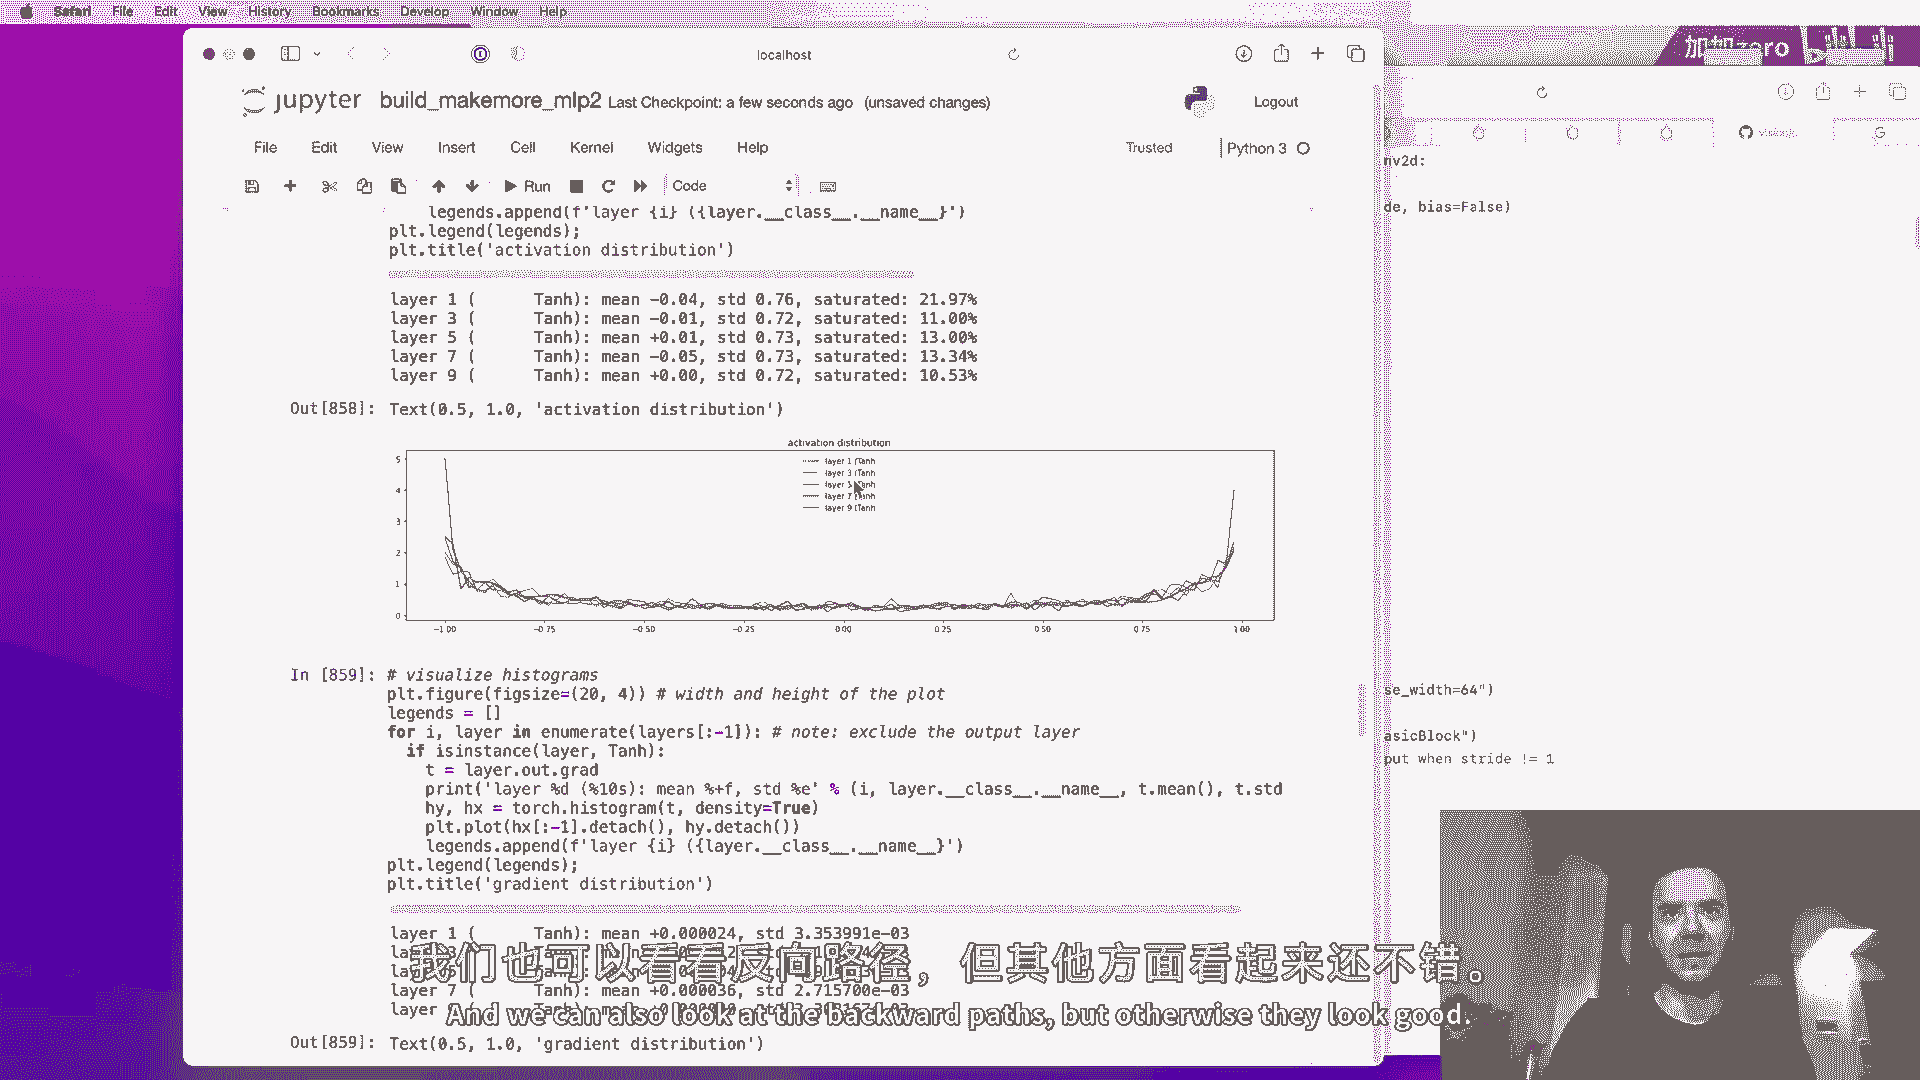 Safari File Edit View History Bookmarks Develop Window Help
localhost
加加zero
jupyter build_makemore_mlp2 Last Checkpoint: a few seconds ago (unsaved changes)
Logout
File Edit View Insert Cell Kernel Widgets Help
Trusted
Python 3
Run
Code
legends.append(f'layer {i} ({layer.__class__.__name__}')
plt.legend(legends);
plt.title('activation distribution')
layer 1 ( Tanh): mean -0.04, std 0.76, saturated: 21.97%
layer 3 ( Tanh): mean -0.01, std 0.72, saturated: 11.00%
layer 5 ( Tanh): mean +0.01, std 0.73, saturated: 13.00%
layer 7 ( Tanh): mean -0.05, std 0.73, saturated: 13.34%
layer 9 ( Tanh): mean +0.00, std 0.72, saturated: 10.53%
Out[858]: Text(0.5, 1.0, 'activation distribution')
activation distribution
layer 1 (Tanh
layer 3 (Tanh
layer 5 (Tanh
layer 7 (Tanh
layer 9 (Tanh
5
4
3
2
1
0
-1.00 -0.75 -0.50 -0.25 0.00 0.25 0.50 0.75 1.00
In [859]: # visualize histograms
plt.figure(figsize=(20, 4)) # width and height of the plot
legends = []
for i, layer in enumerate(layers[:-1]): # note: exclude the output layer
if isinstance(layer, Tanh):
t = layer.out.grad
print('layer %d (%10s): mean %+f, std %e' % (i, layer.__class__.__name__, t.mean(), t.std
hy, hx = torch.histogram(t, density=True)
plt.plot(hx[:-1].detach(), hy.detach())
legends.append(f'layer {i} ({layer.__class__.__name__}')
plt.legend(legends);
plt.title('gradient distribution')
layer 1 ( Tanh): mean +0.000024, std 3.353991e-03
layer 7 ( Tanh): mean +0.000036, std 2.715700e-03
layer
Out[859]: Text(0.5, 1.0, 'gradient distribution')
nv2d:
de, bias=False)
se_width=64")
asicBlock")
put when stride != 1
我们也可以看看反向路径，但其他方面看起来还不错。
And we can also look at the backward paths, but otherwise they look good.